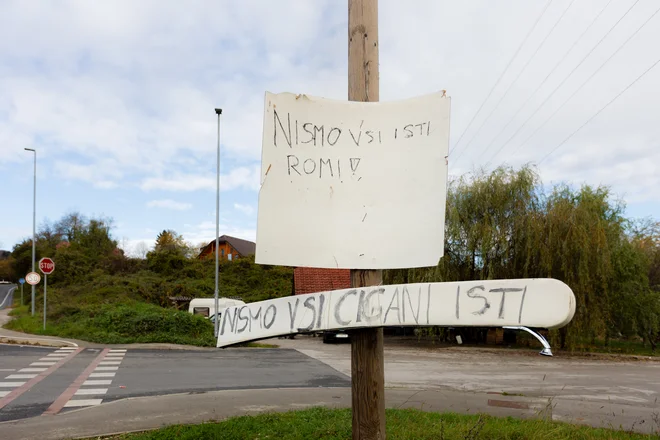 STOP
NISMO VSI ISTI
ROMI!
NISMO VSI CIGANI ISTI